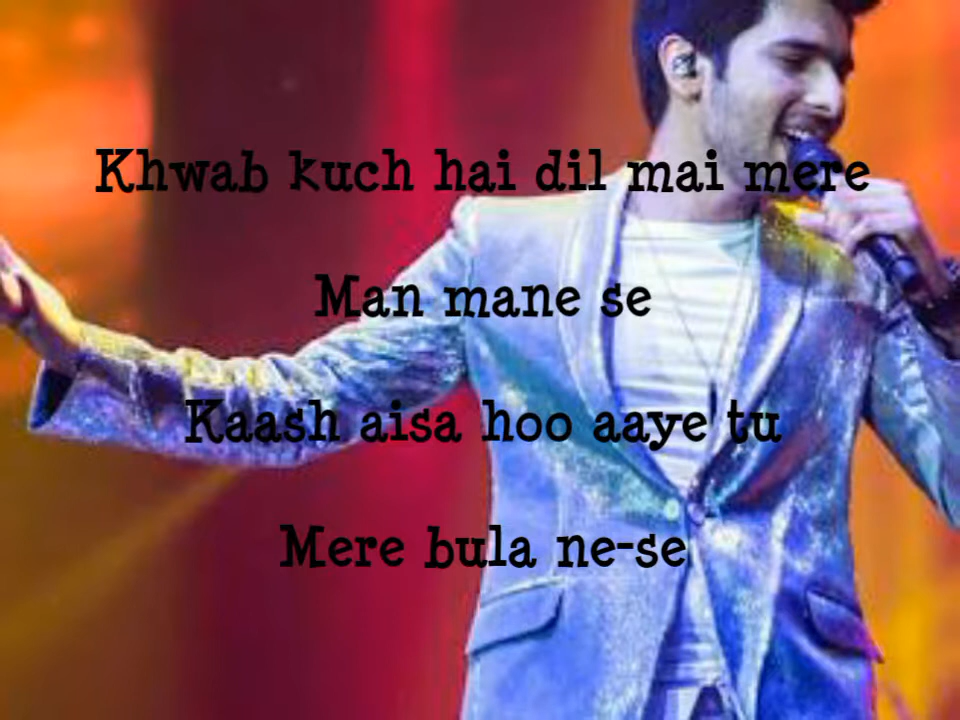 Khwab kuch hai dil mai mere
Man mane se
Kaash aisa hoo aaye tu
Mere bula ne-se